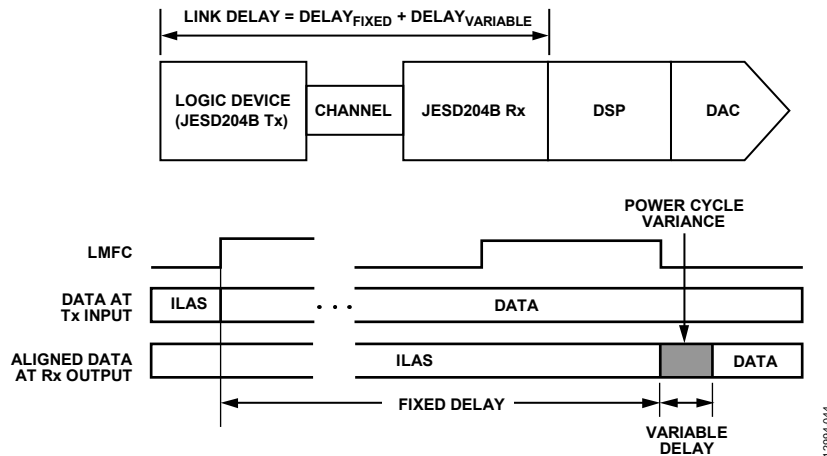 LINK DELAY = DELAYFIXED + DELAYVARIABLE
LOGIC DEVICE
(JESD204B Tx)
CHANNEL
JESD204B Rx
DSP
DAC
POWER CYCLE
VARIANCE
LMFC
DATA AT
Tx INPUT
ILAS
. . .
DATA
ALIGNED DATA
AT Rx OUTPUT
ILAS
DATA
FIXED DELAY
VARIABLE
DELAY